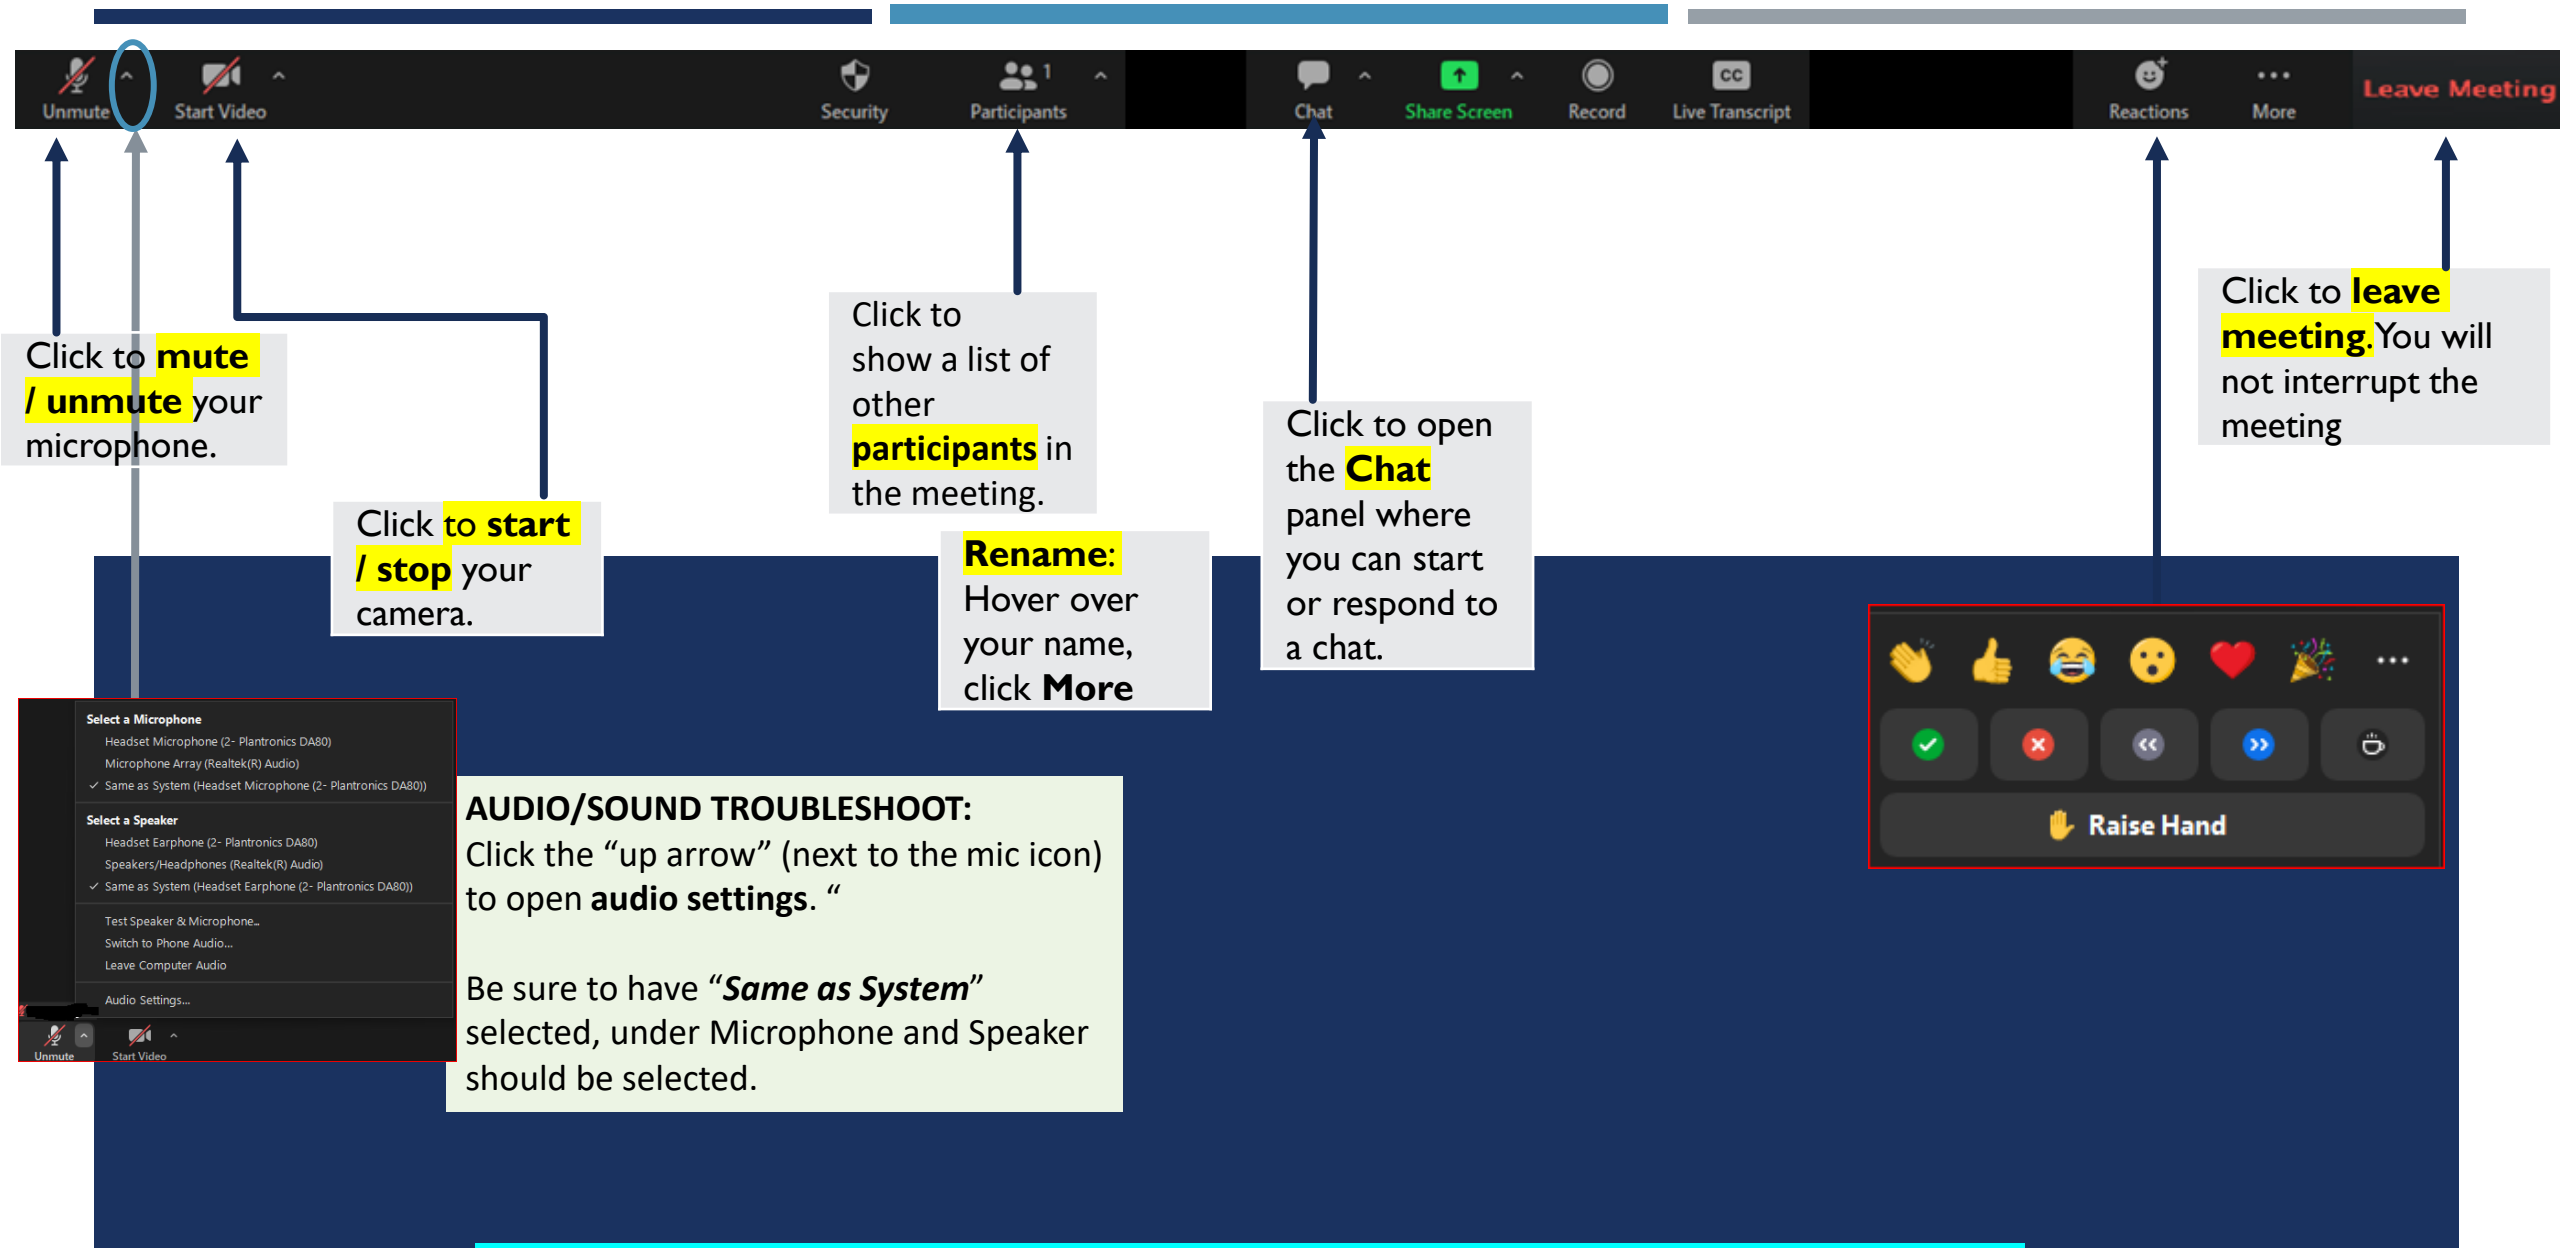 Unmute
Start Video
Security
1
Participants
Chat
Share Screen
Record
CC
Live Transcript
Reactions
More
Leave Meeting
Click to mute
/ unmute your
microphone.
Click to start
/ stop your
camera.
Click to
show a list of
other
participants in
the meeting.
Rename:
Hover over
your name,
click More
Click to open
the Chat
panel where
you can start
or respond to
a chat.
Click to leave
meeting. You will
not interrupt the
meeting
Raise Hand
Select a Microphone
Headset Microphone (2- Plantronics DA80)
Microphone Array (Realtek(R) Audio)
✓ Same as System (Headset Microphone (2- Plantronics DA80))
Select a Speaker
Headset Earphone (2- Plantronics DA80)
Speakers/Headphones (Realtek(R) Audio)
✓ Same as System (Headset Earphone (2- Plantronics DA80))
Test Speaker & Microphone...
Switch to Phone Audio...
Leave Computer Audio
Audio Settings...
Unmute
Start Video
AUDIO/SOUND TROUBLESHOOT:
Click the “up arrow” (next to the mic icon)
to open audio settings. “
Be sure to have “Same as System”
selected, under Microphone and Speaker
should be selected.